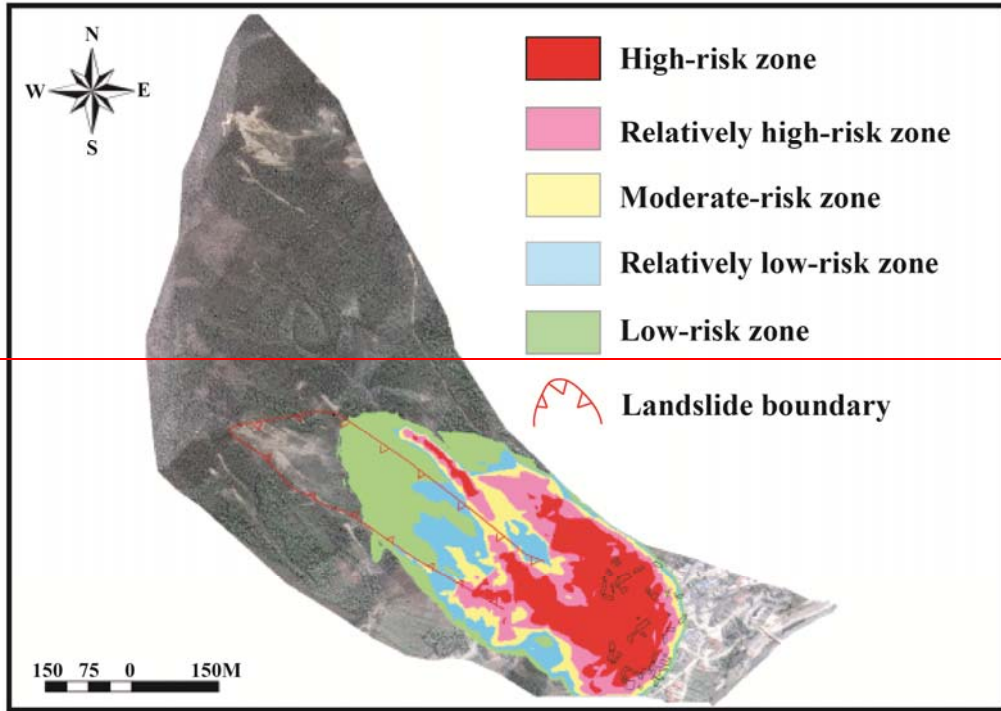 N
W E
S
High-risk zone
Relatively high-risk zone
Moderate-risk zone
Relatively low-risk zone
Low-risk zone
Landslide boundary
150 75 0 150M